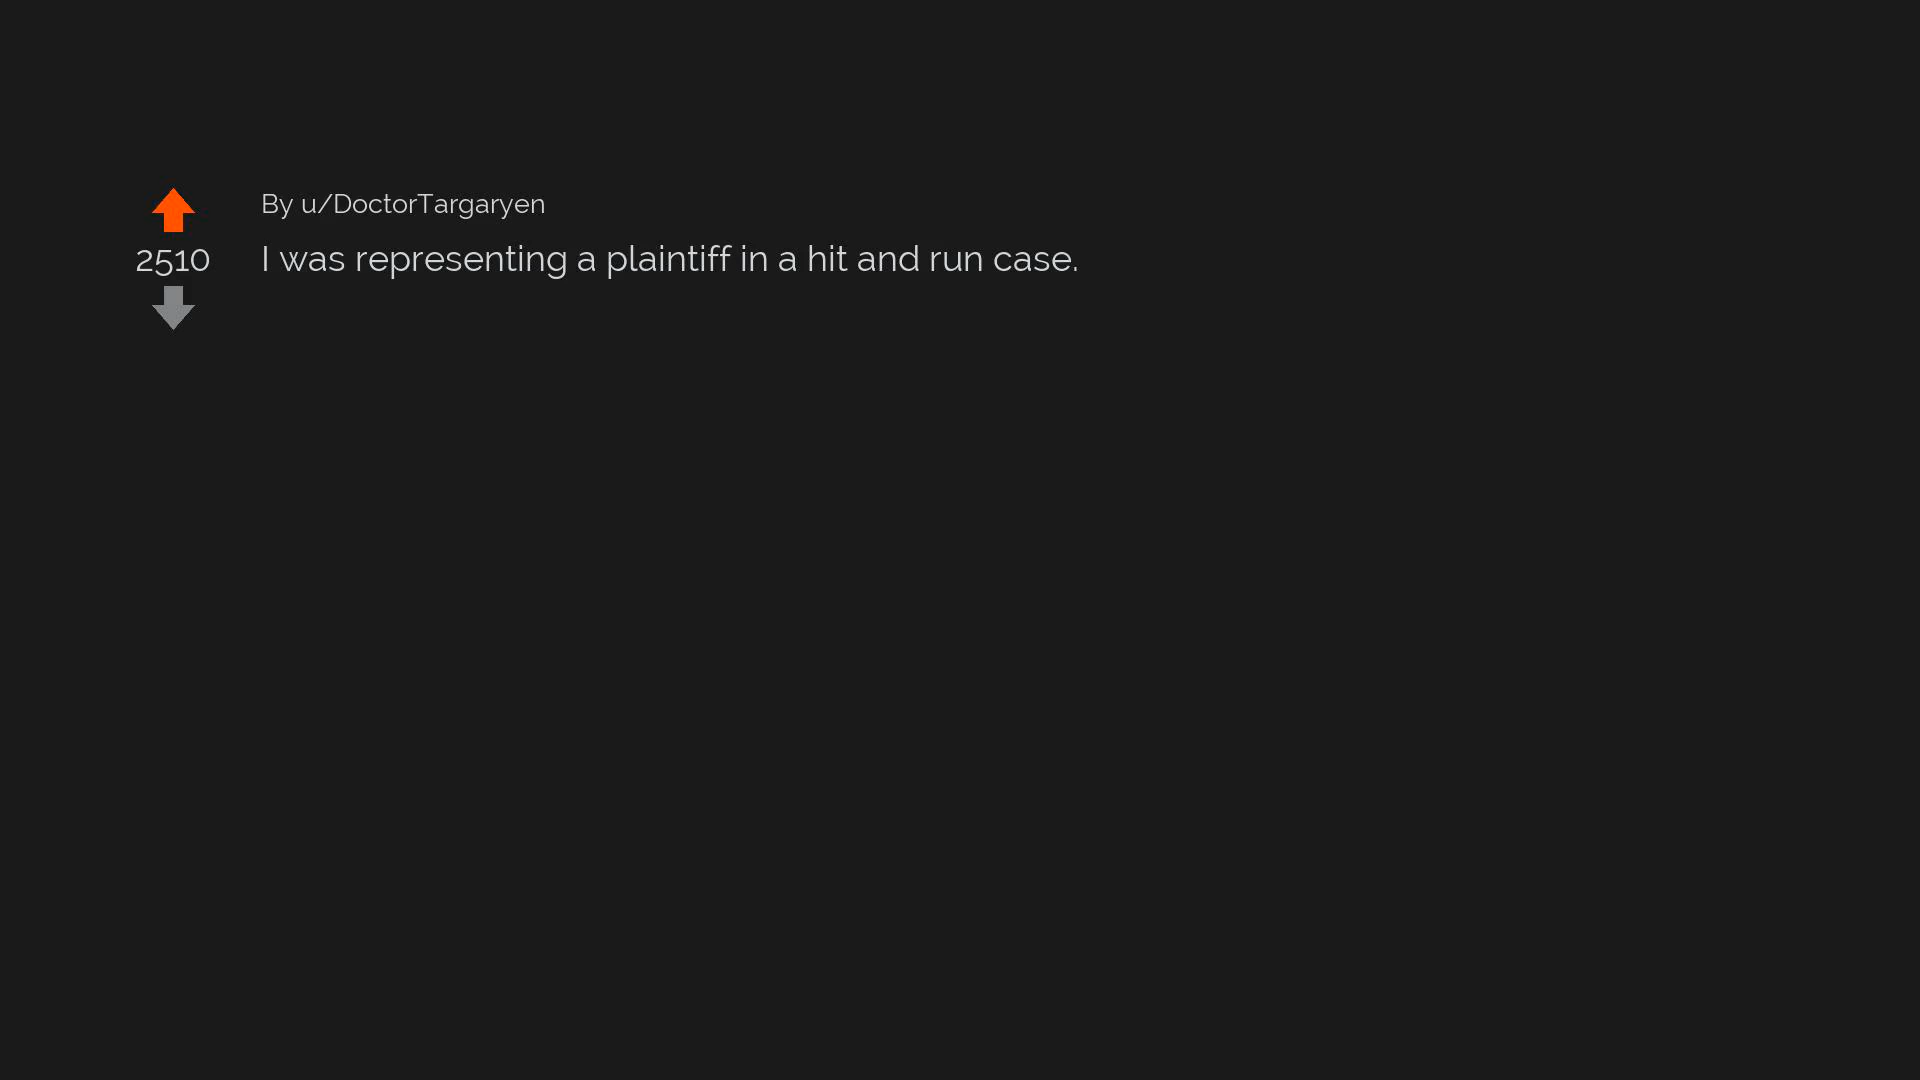 By u/DoctorTargaryen
2510
I was representing a plaintiff in a hit and run case.